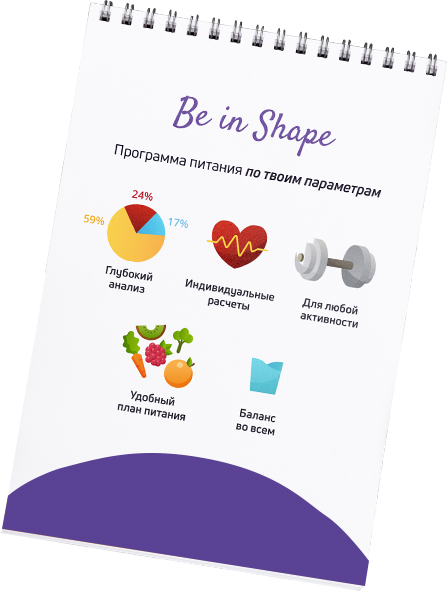 Be in Shape
Программа питания по твоим параметрам
24%
59%
17%
Глубокий
анализ
Индивидуальные
расчеты
Для любой
активности
Удобный
план питания
Баланс
во всем